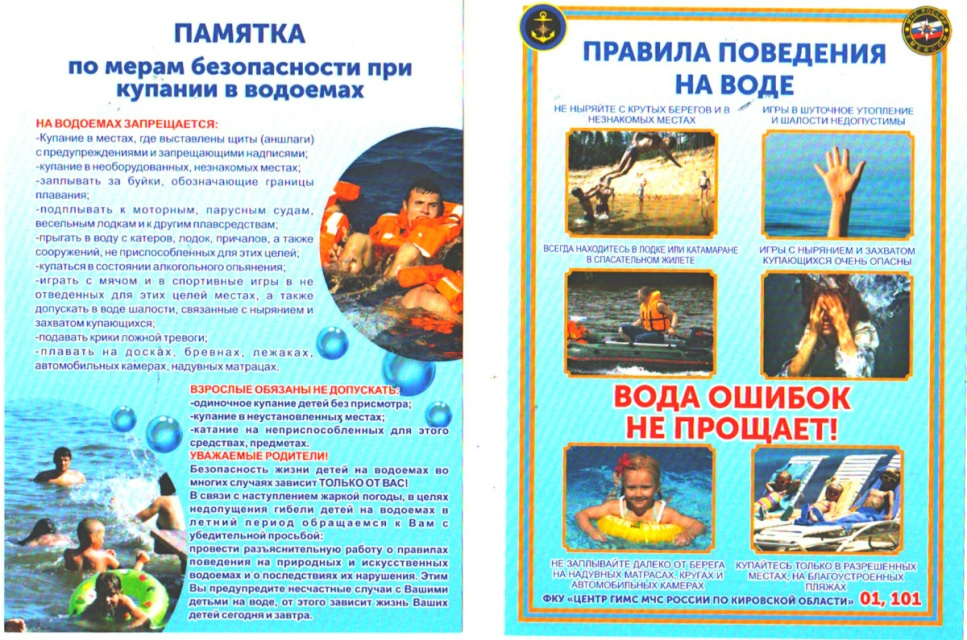 ПАМЯТКА
по мерам безопасности при
купании в водоемах
НА ВОДОЕМАХ ЗАПРЕЩАЕТСЯ:
-Купание в местах, где выставлены щиты (аншлаги)
с предупреждениями и запрещающими надписями;
-купание в необорудованных, незнакомых местах;
-заплывать за буйки, обозначающие границы
плавания;
-подплывать к моторным, парусным судам,
весельным лодкам и к другим плавсредствам;
-прыгать в воду с катеров, лодок, причалов, а также
сооружений, не приспособленных для этих целей;
-купаться в состоянии алкогольного опьянения;
-играть с мячом и в спортивные игры в не
отведенных для этих целей местах, а также
допускать в воде шалости, связанные с нырянием и
захватом купающихся;
-подавать крики ложной тревоги;
-плавать на досках, бревнах, лежаках,
автомобильных камерах, надувных матрацах.
ВЗРОСЛЫЕ ОБЯЗАНЫ НЕ ДОПУСКАТЬ:
-одиночное купание детей без присмотра;
-купание в неустановленных местах;
-катание на неприспособленных для этого
средствах, предметах.
УВАЖАЕМЫЕ РОДИТЕЛИ!
Безопасность жизни детей на водоемах во
многих случаях зависит ТОЛЬКО ОТ ВАС!
В связи с наступлением жаркой погоды, в целях
недопущения гибели детей на водоемах в
летний период обращаемся к Вам с
убедительной просьбой:
провести разъяснительную работу о правилах
поведения на природных и искусственных
водоемах и о последствиях их нарушения. Этим
Вы предупредите несчастные случаи с Вашими
детьми на воде, от этого зависит жизнь Ваших
детей сегодня и завтра.
ПРАВИЛА ПОВЕДЕНИЯ
НА ВОДЕ
НЕ НЫРЯЙТЕ С КРУТЫХ БЕРЕГОВ И В
НЕЗНАКОМЫХ МЕСТАХ
ИГРЫ В ШУТОЧНОЕ УТОПЛЕНИЕ
И ШАЛОСТИ НЕДОПУСТИМЫ
ВСЕГДА НАХОДИТЕСЬ В ЛОДКЕ ИЛИ КАТАМАРАНЕ
В СПАСАТЕЛЬНОМ ЖИЛЕТЕ
ИГРЫ С НЫРЯНИЕМ И ЗАХВАТОМ
КУПАЮЩИХСЯ ОЧЕНЬ ОПАСНЫ
ВОДА ОШИБОК
НЕ ПРОЩАЕТ!
НЕ ЗАПЛЫВАЙТЕ ДАЛЕКО ОТ БЕРЕГА
НА НАДУВНЫХ МАТРАСАХ, КРУГАХ И
АВТОМОБИЛЬНЫХ КАМЕРАХ
КУПАЙТЕСЬ ТОЛЬКО В РАЗРЕШЕННЫХ
МЕСТАХ, НА БЛАГОУСТРОЕННЫХ
ПЛЯЖАХ
ФКУ «ЦЕНТР ГИМС МЧС РОССИИ ПО КИРОВСКОЙ ОБЛАСТИ» 01, 101